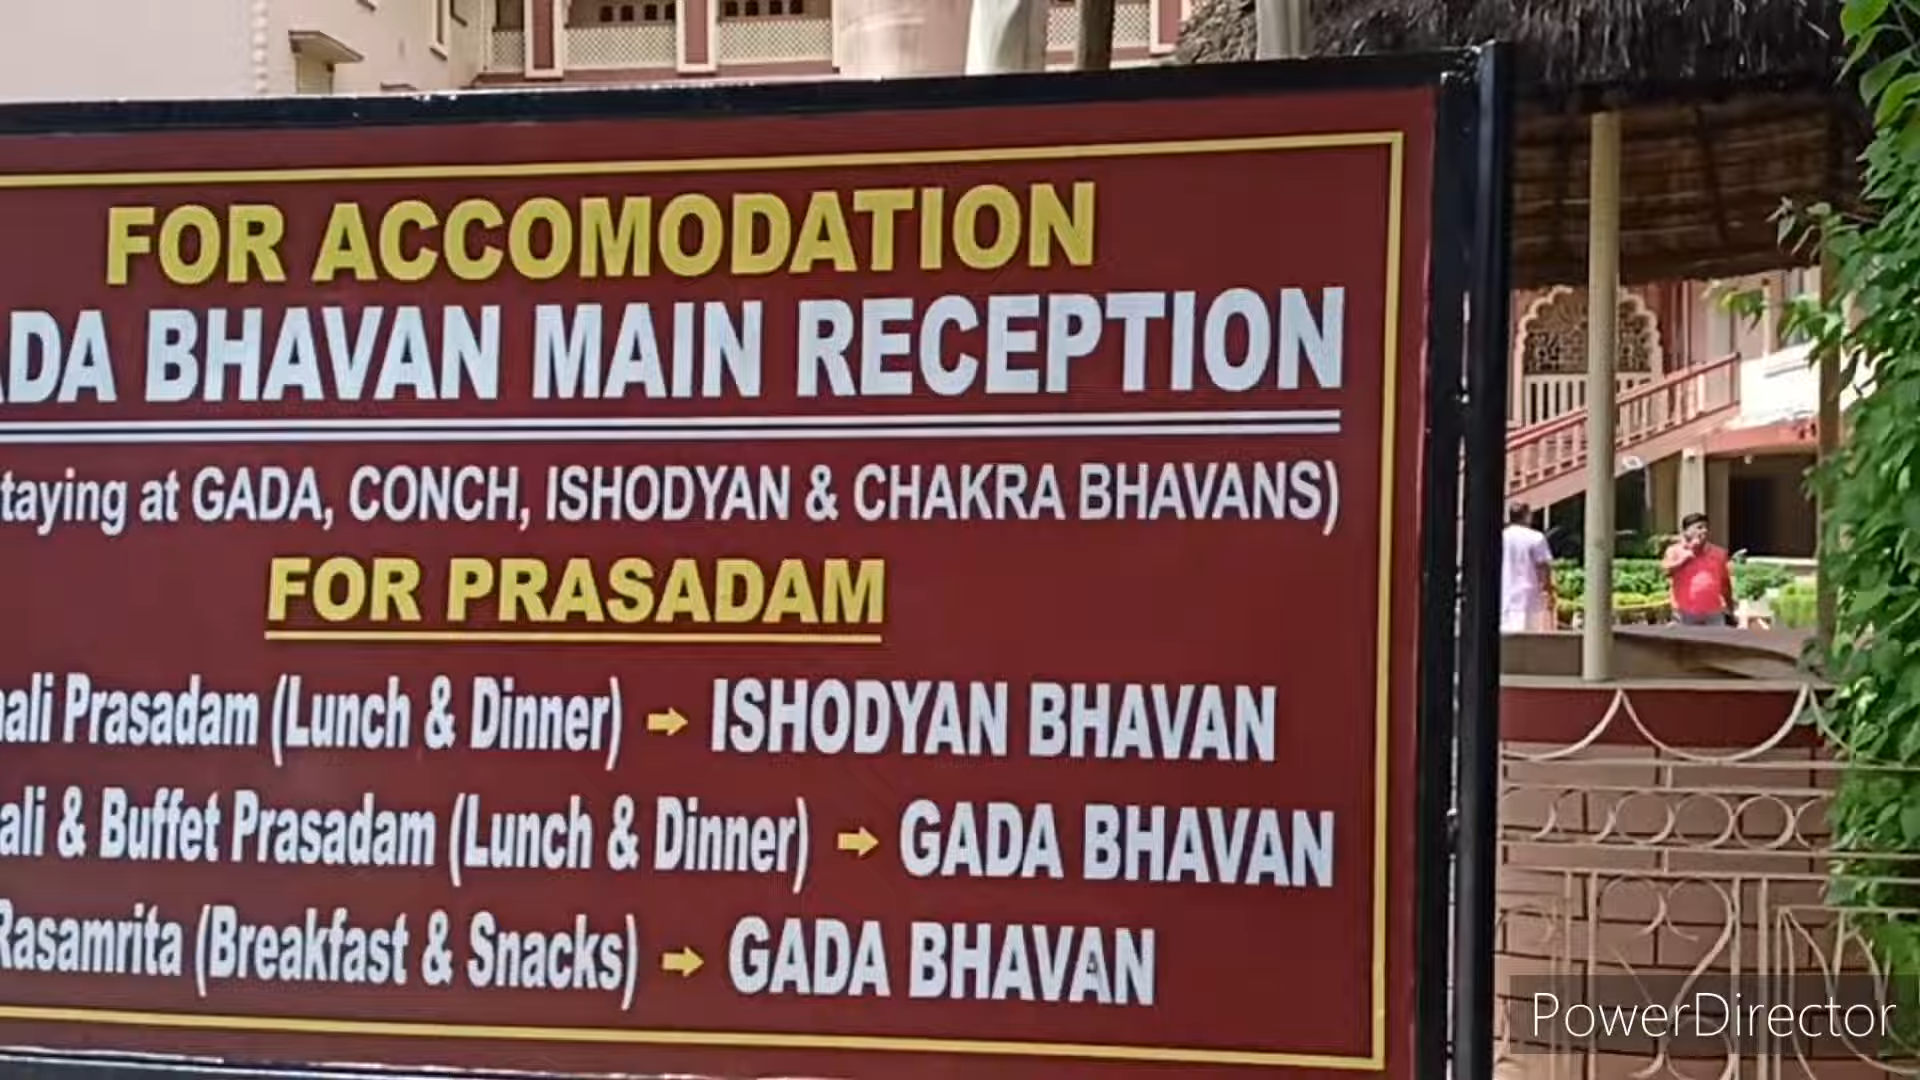 FOR ACCOMODATION
ADA BHAVAN MAIN RECEPTION
taying at GADA, CONCH, ISHODYAN & CHAKRA BHAVANS)
FOR PRASADAM
ali Prasadam (Lunch & Dinner) → ISHODYAN BHAVAN
ali & Buffet Prasadam (Lunch & Dinner) → GADA BHAVAN
Rasamrita (Breakfast & Snacks) → GADA BHAVAN
PowerDirector